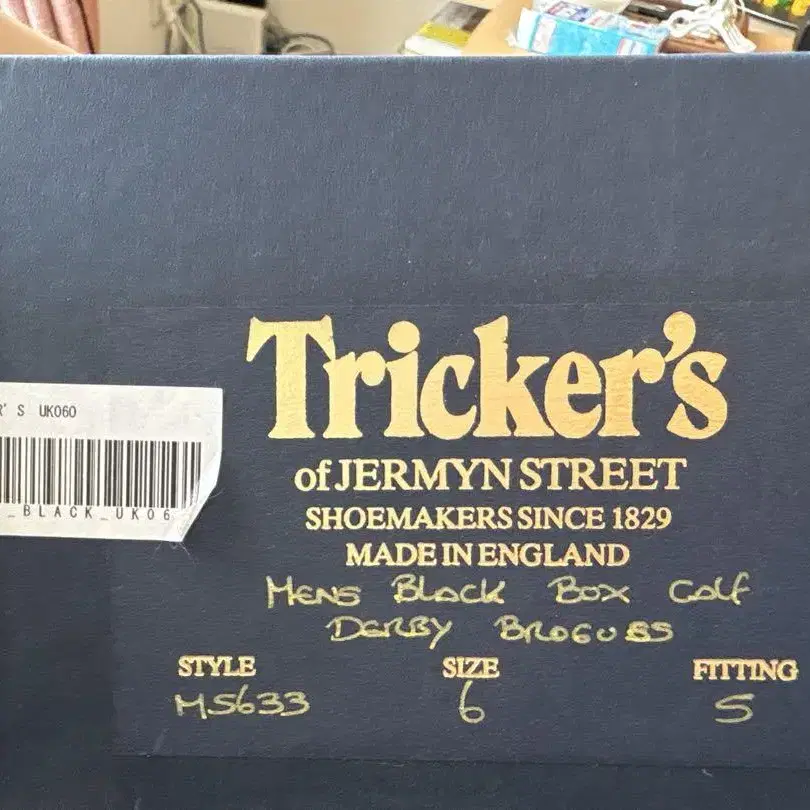 Tricker's
of JERMYN STREET
SHOEMAKERS SINCE 1829
MADE IN ENGLAND
MENS BLACK BOX CALF
DERBY BROGUES
STYLE SIZE FITTING
M5633 6 5
R'S UK060
_BLACK_UK06